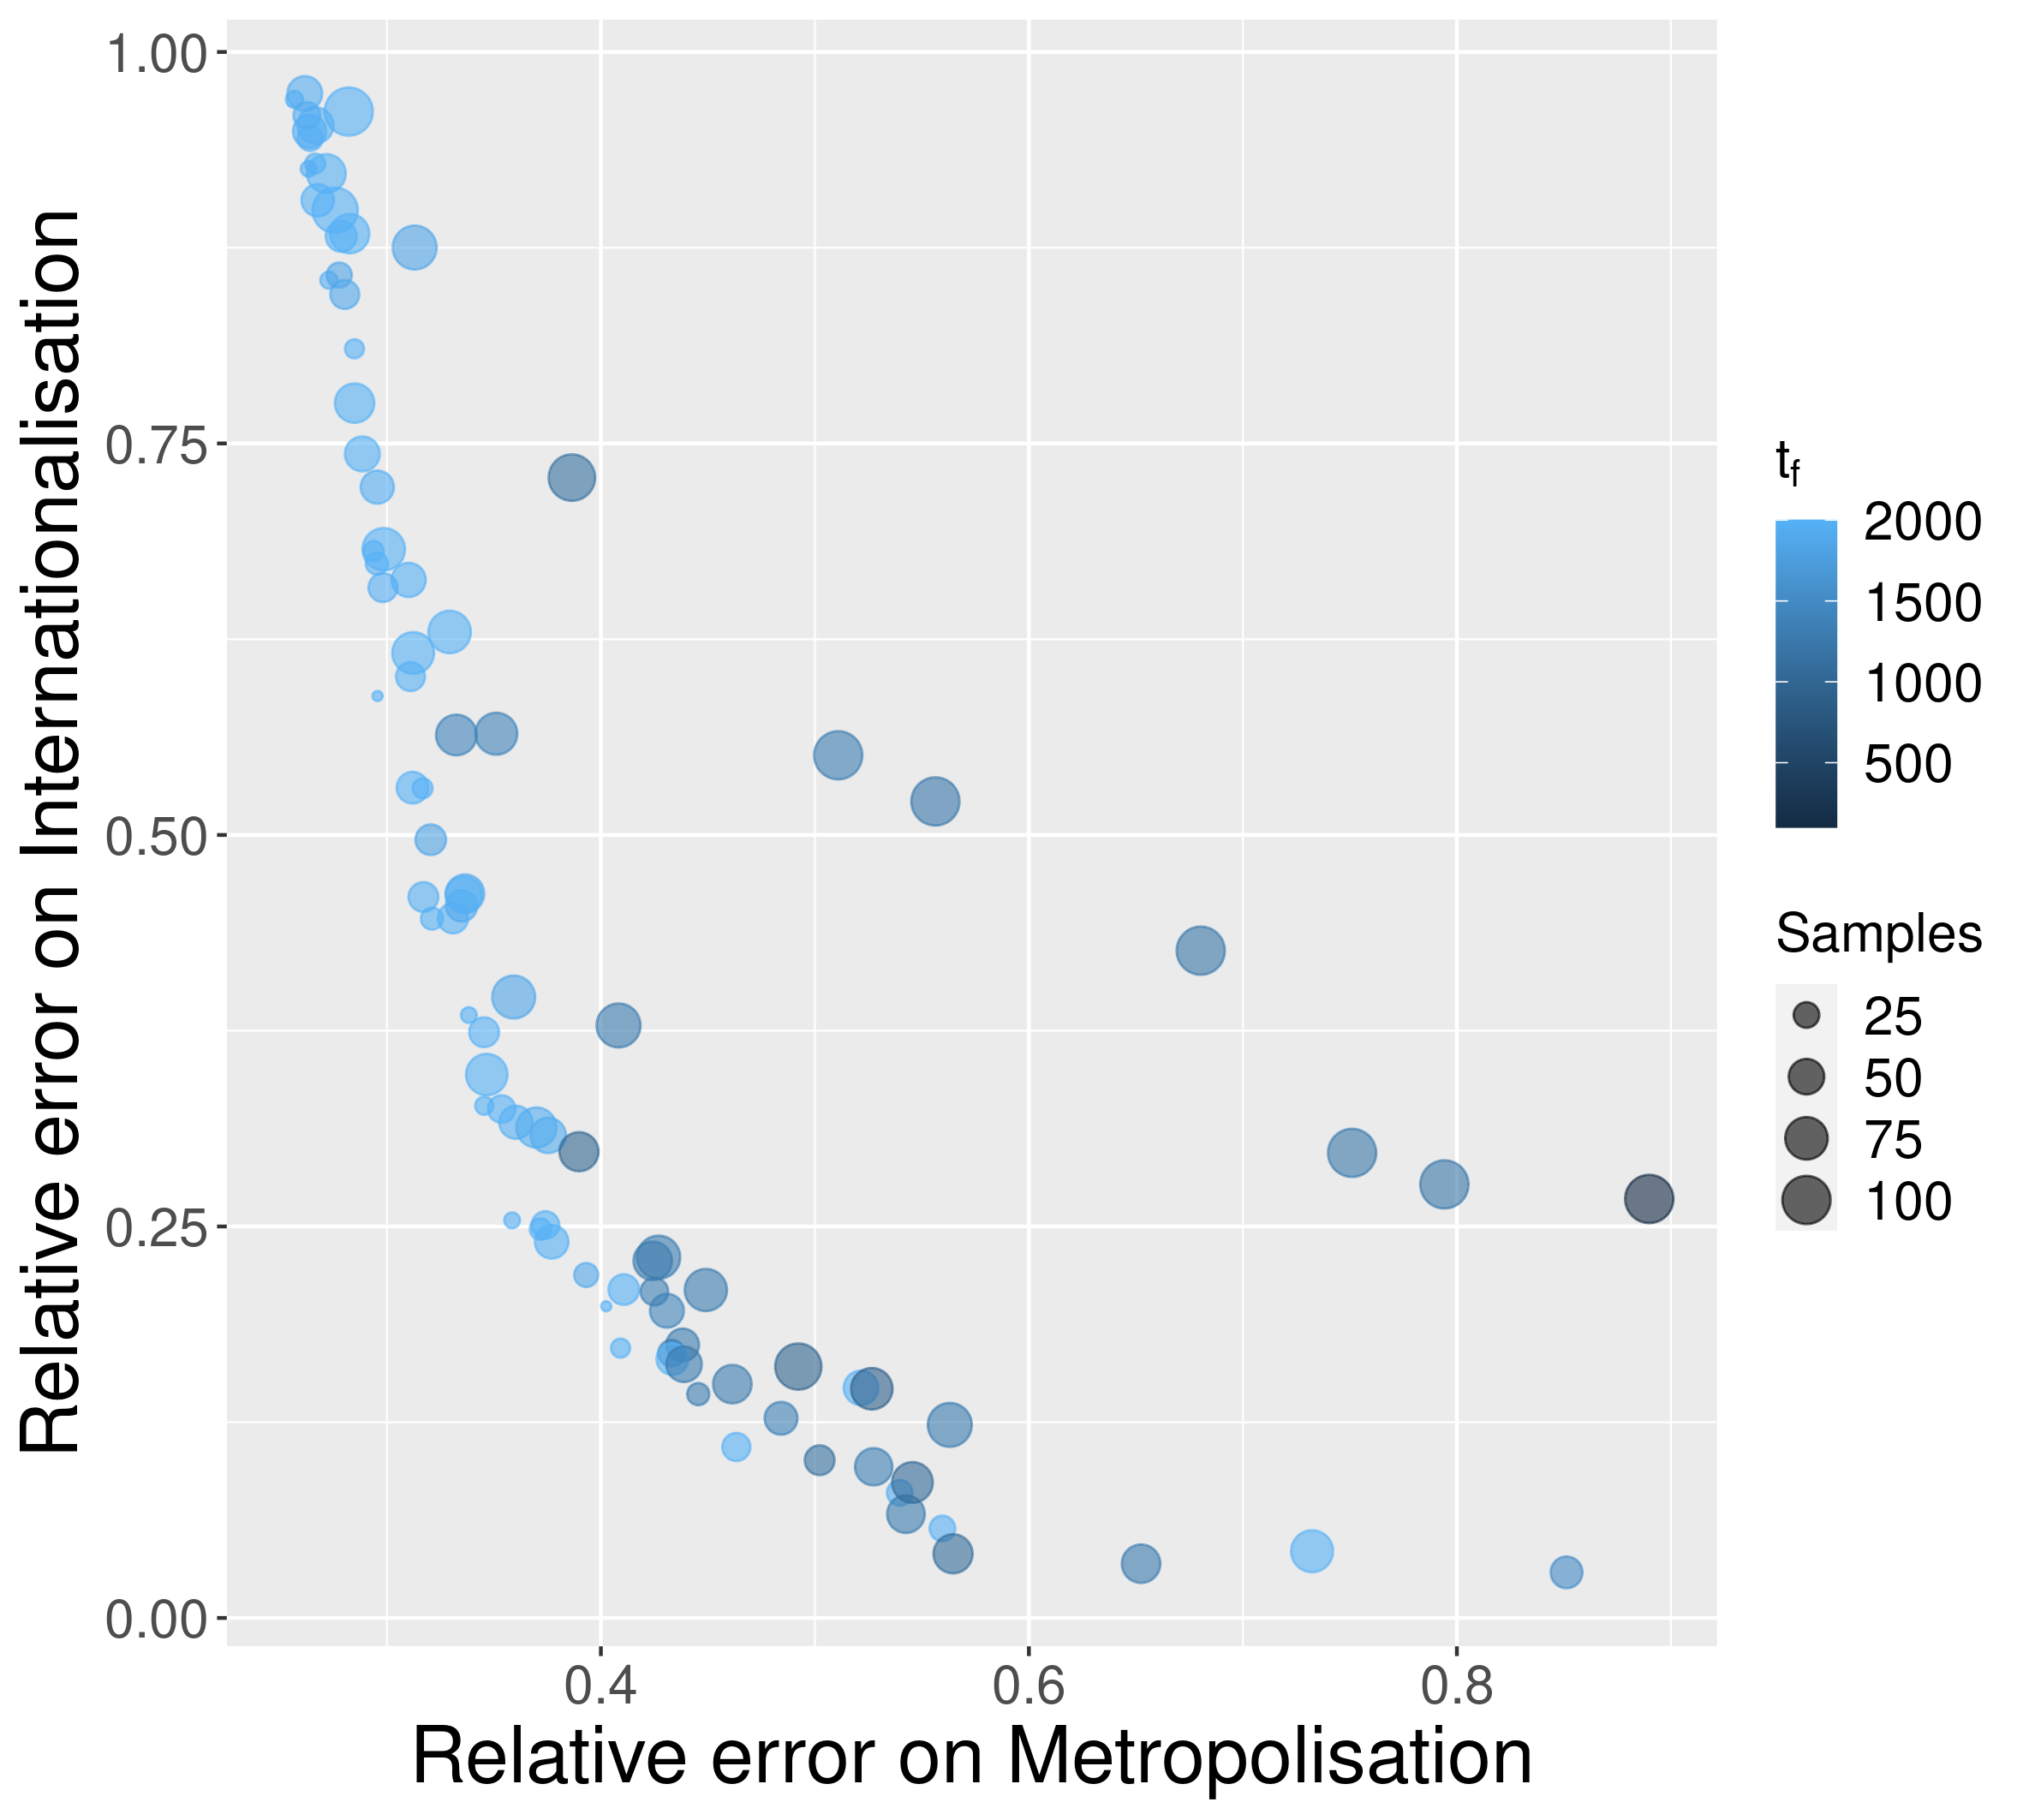 Relative error on Internationalisation
1.00
0.75
0.50
0.25
0.00
0.4 0.6 0.8
Relative error on Metropolisation
tf
2000
1500
1000
500
Samples
25
50
75
100